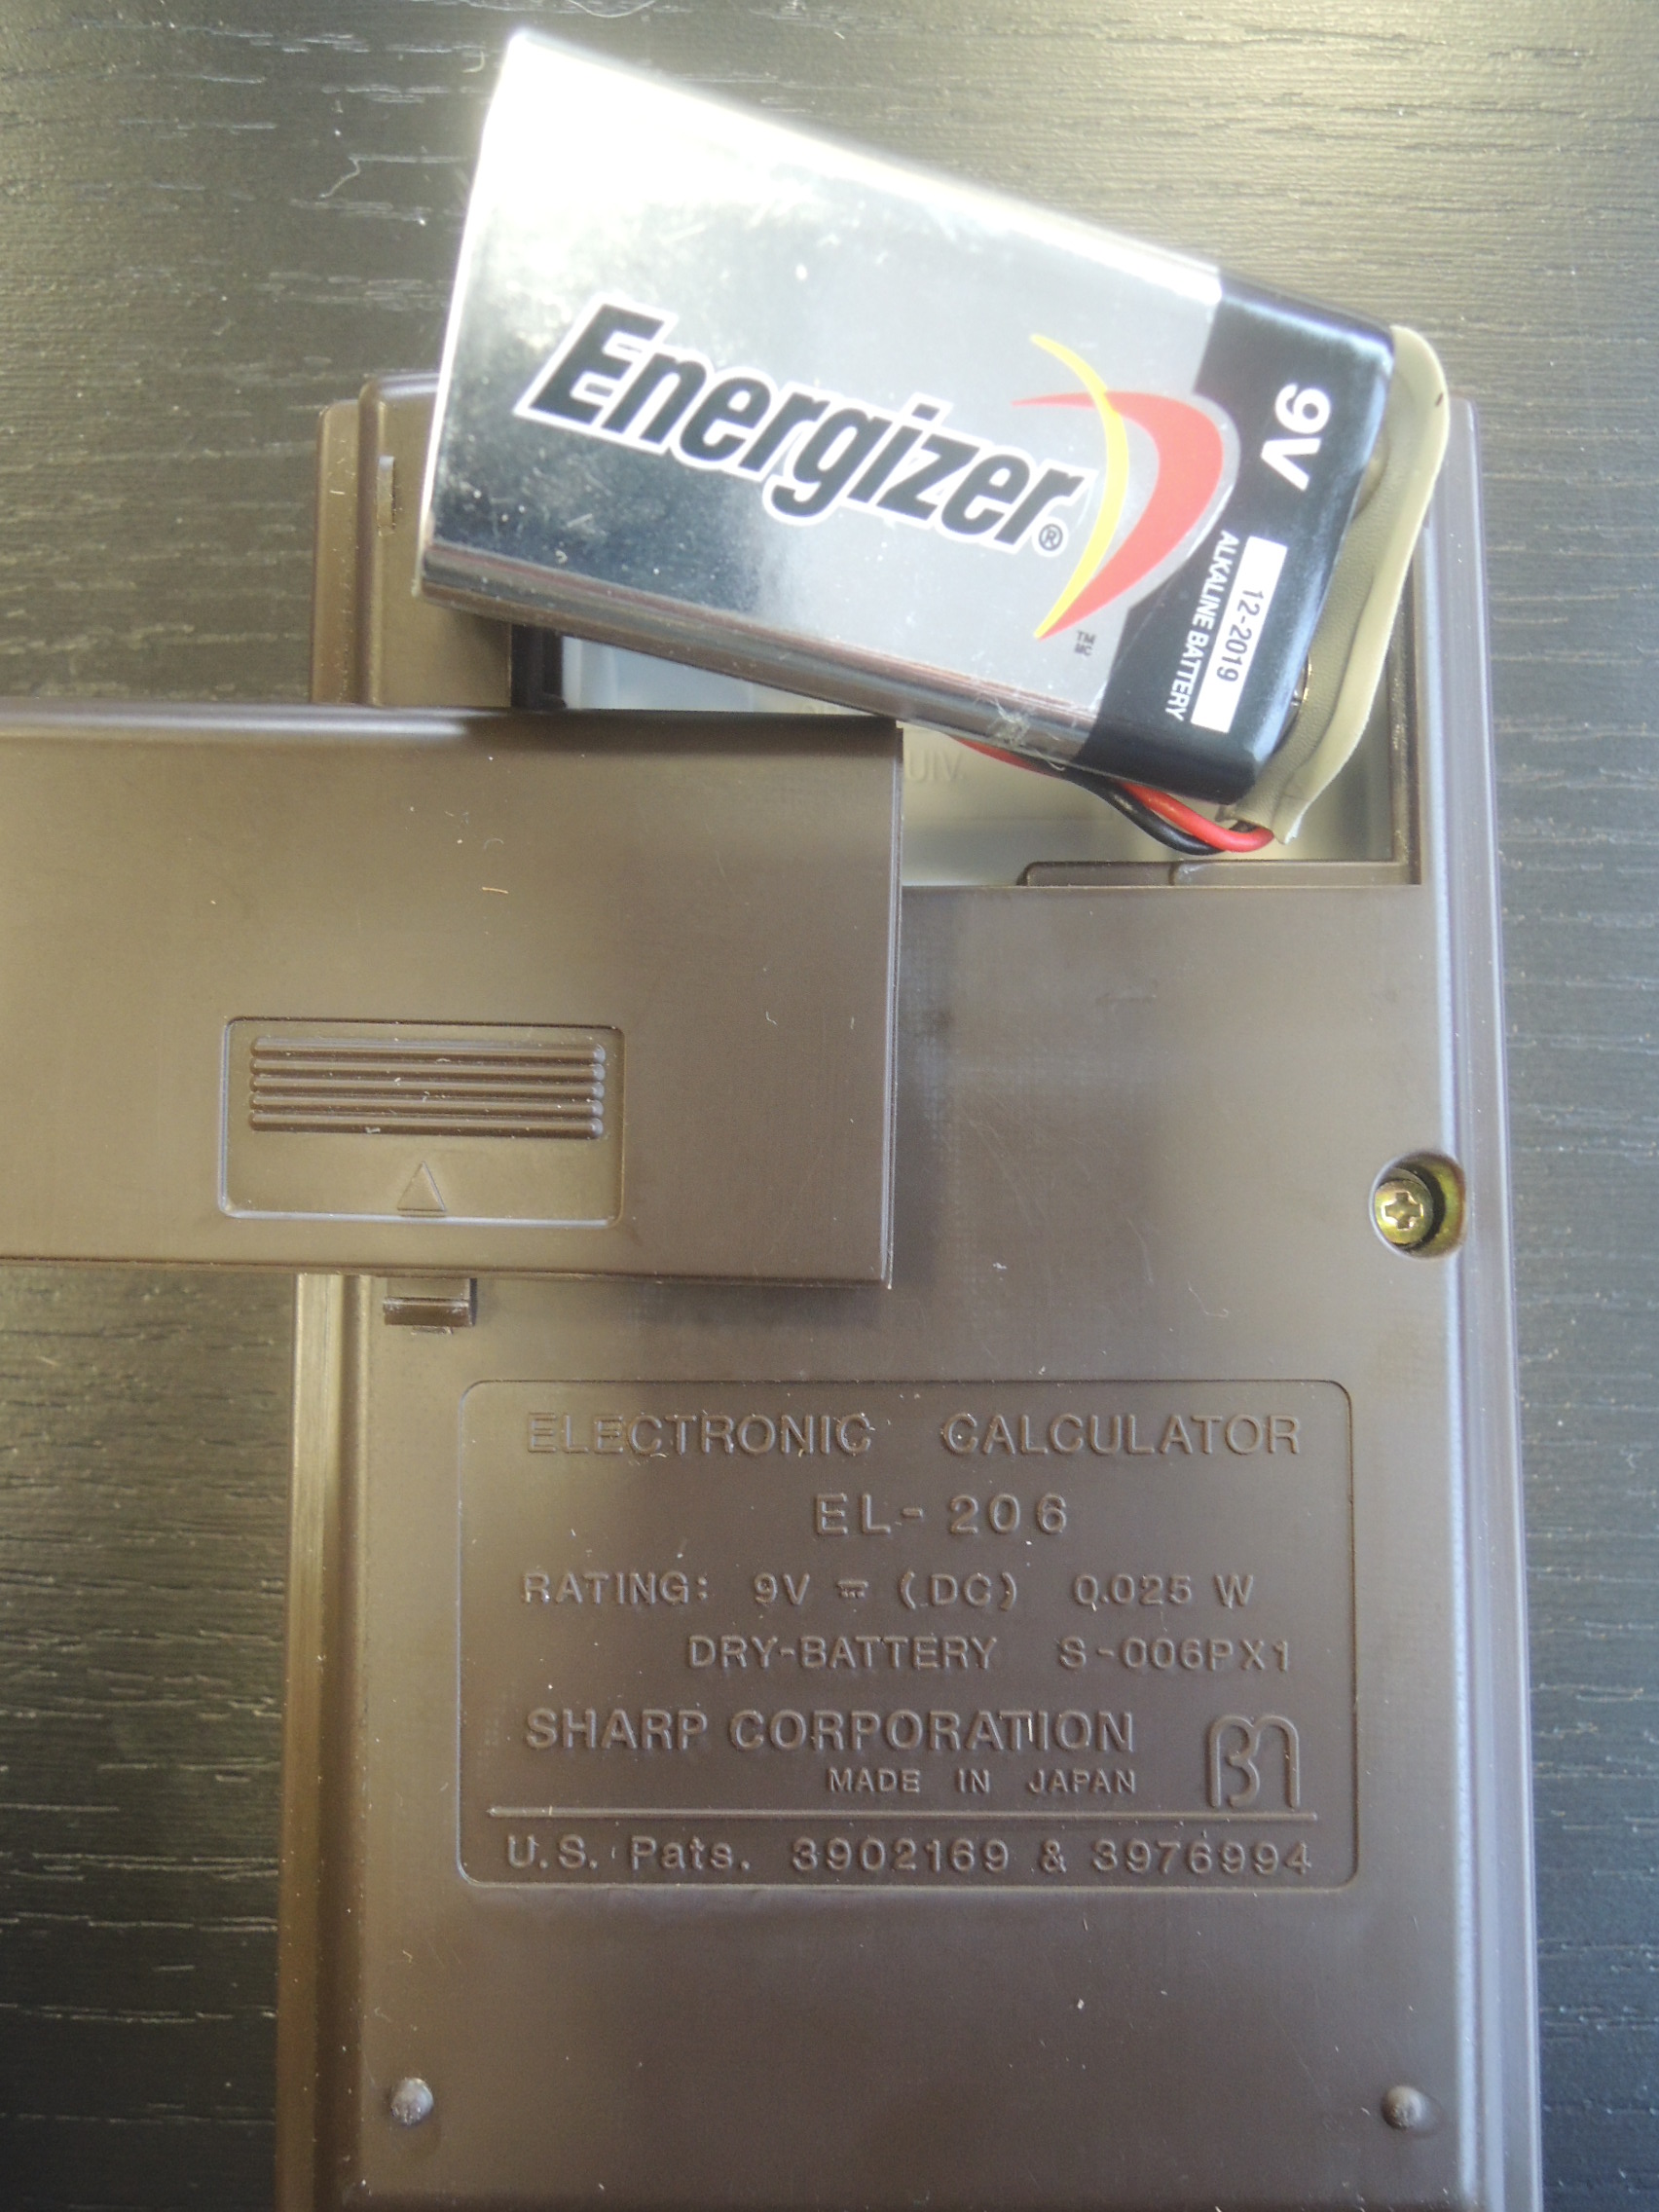 Energizer®
TM
9V
ALKALINE BATTERY
12-2019
ELECTRONIC CALCULATOR
EL-206
RATING: 9V ⎓ (DC) 0.025 W
DRY-BATTERY S-006PX1
SHARP CORPORATION
MADE IN JAPAN
U.S. Pats. 3902169 & 3976994